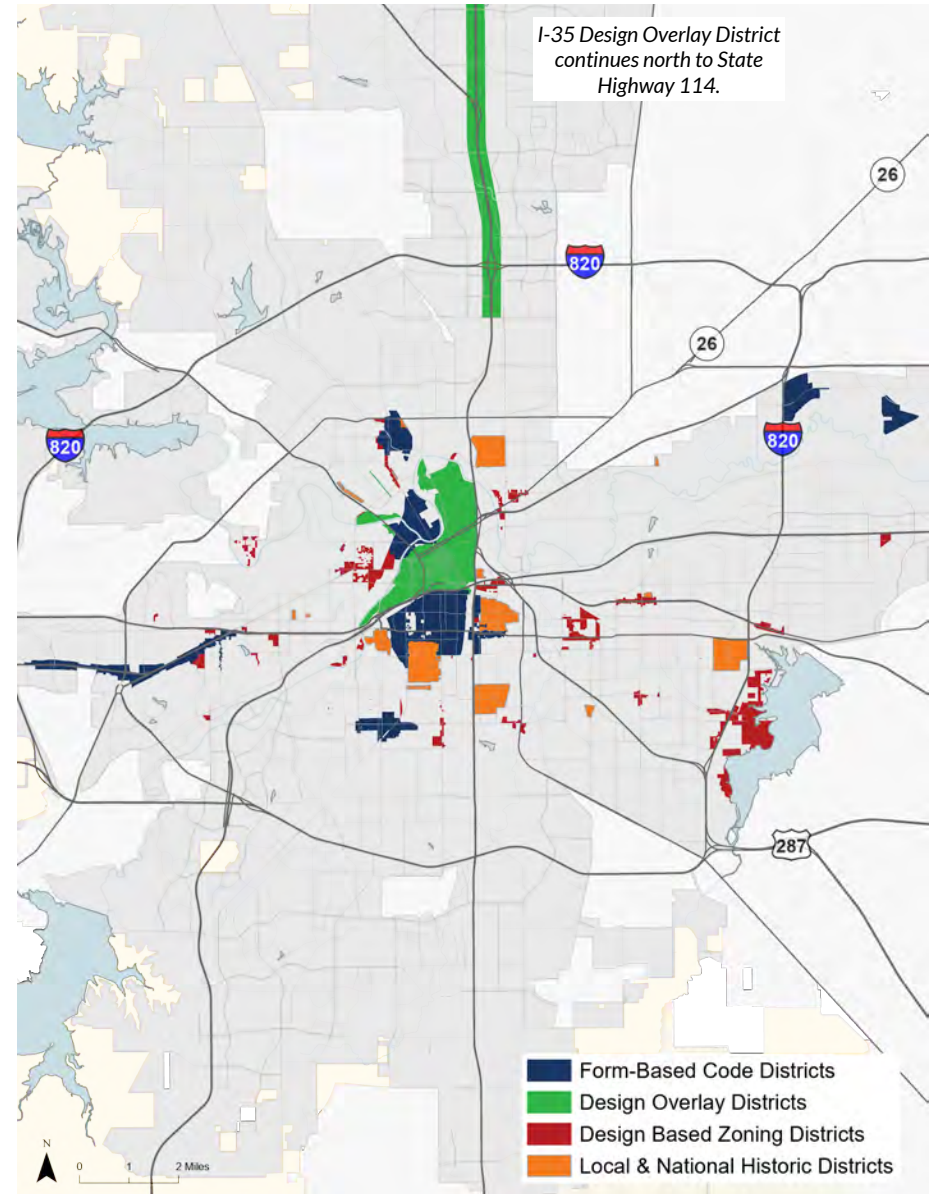 I-35 Design Overlay District
continues north to State
Highway 114.
26
820
26
820
820
287
Form-Based Code Districts
Design Overlay Districts
Design Based Zoning Districts
Local & National Historic Districts
N
0 1 2 Miles